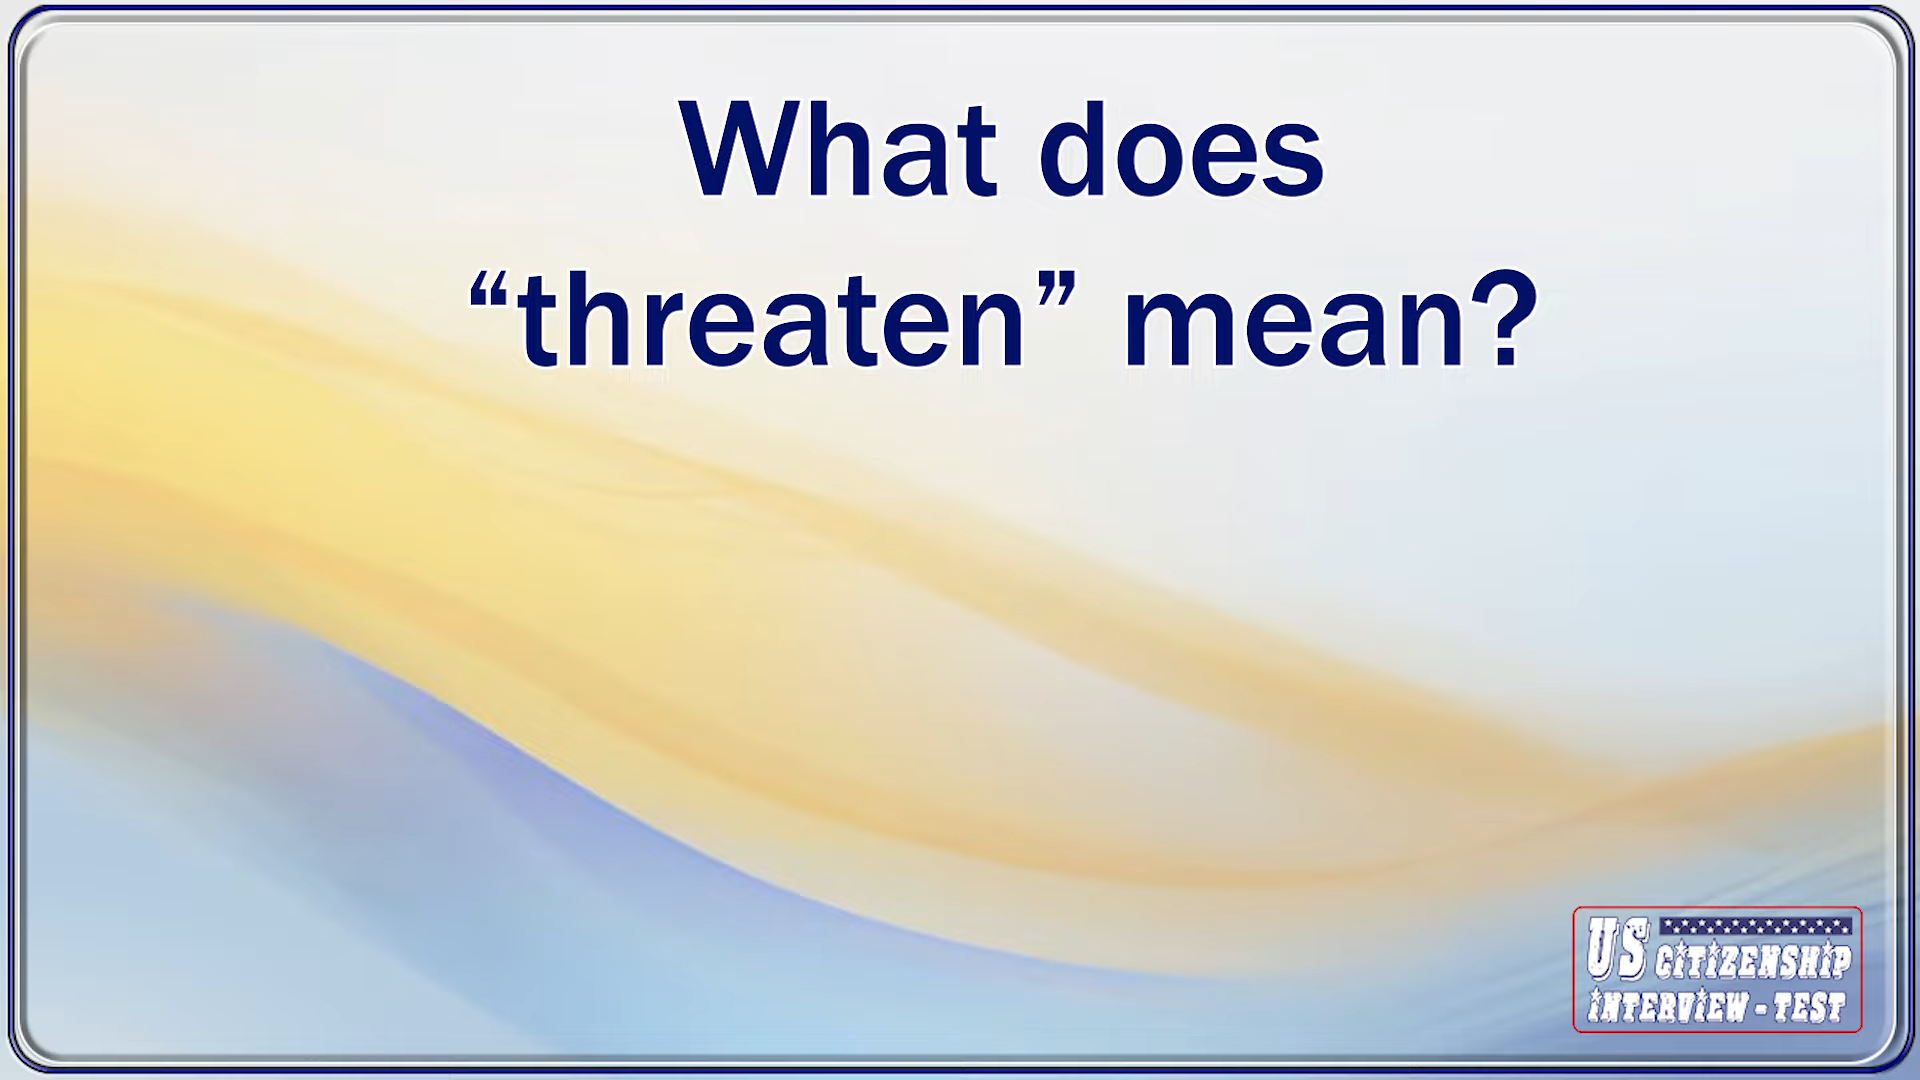 What does
“threaten” mean?
US CITIZENSHIP
INTERVIEW - TEST